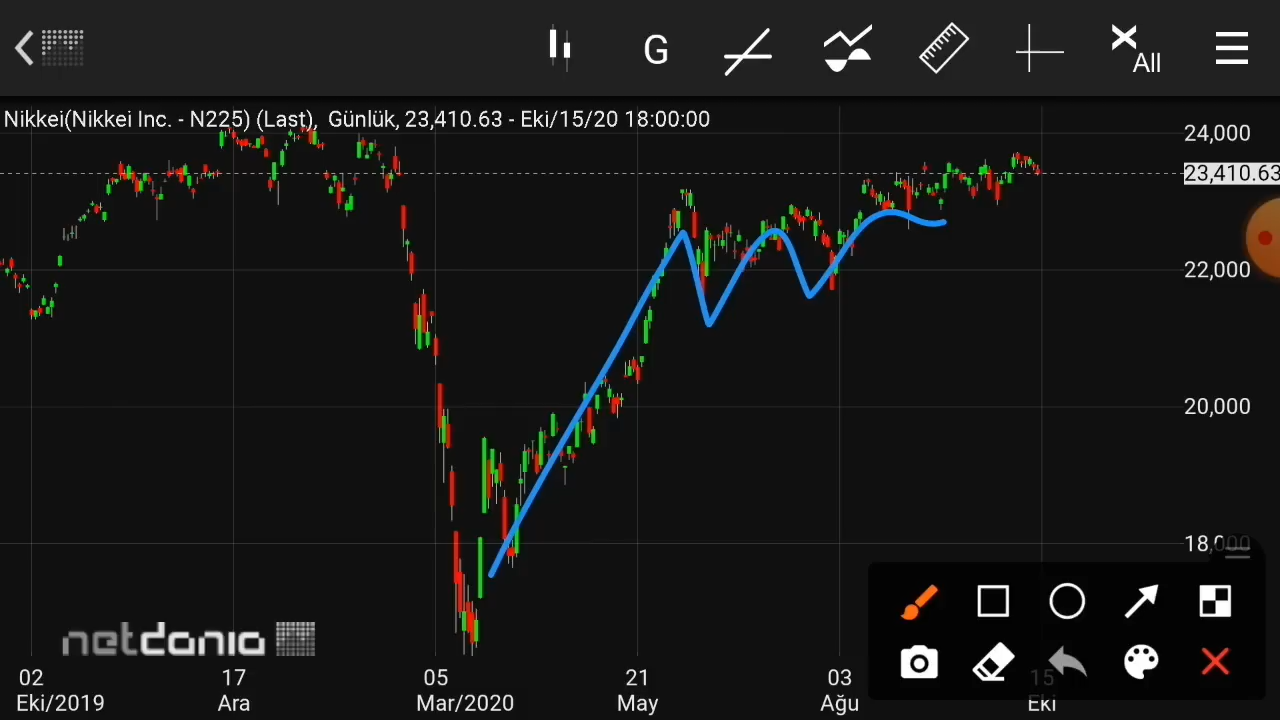 G
All
Nikkei(Nikkei Inc. - N225) (Last), Günlük, 23,410.63 - Eki/15/20 18:00:00
24,000
23,410.63
22,000
20,000
18,000
netdania
02 17 05 21 03 15
Eki/2019 Ara Mar/2020 May Ağu Eki